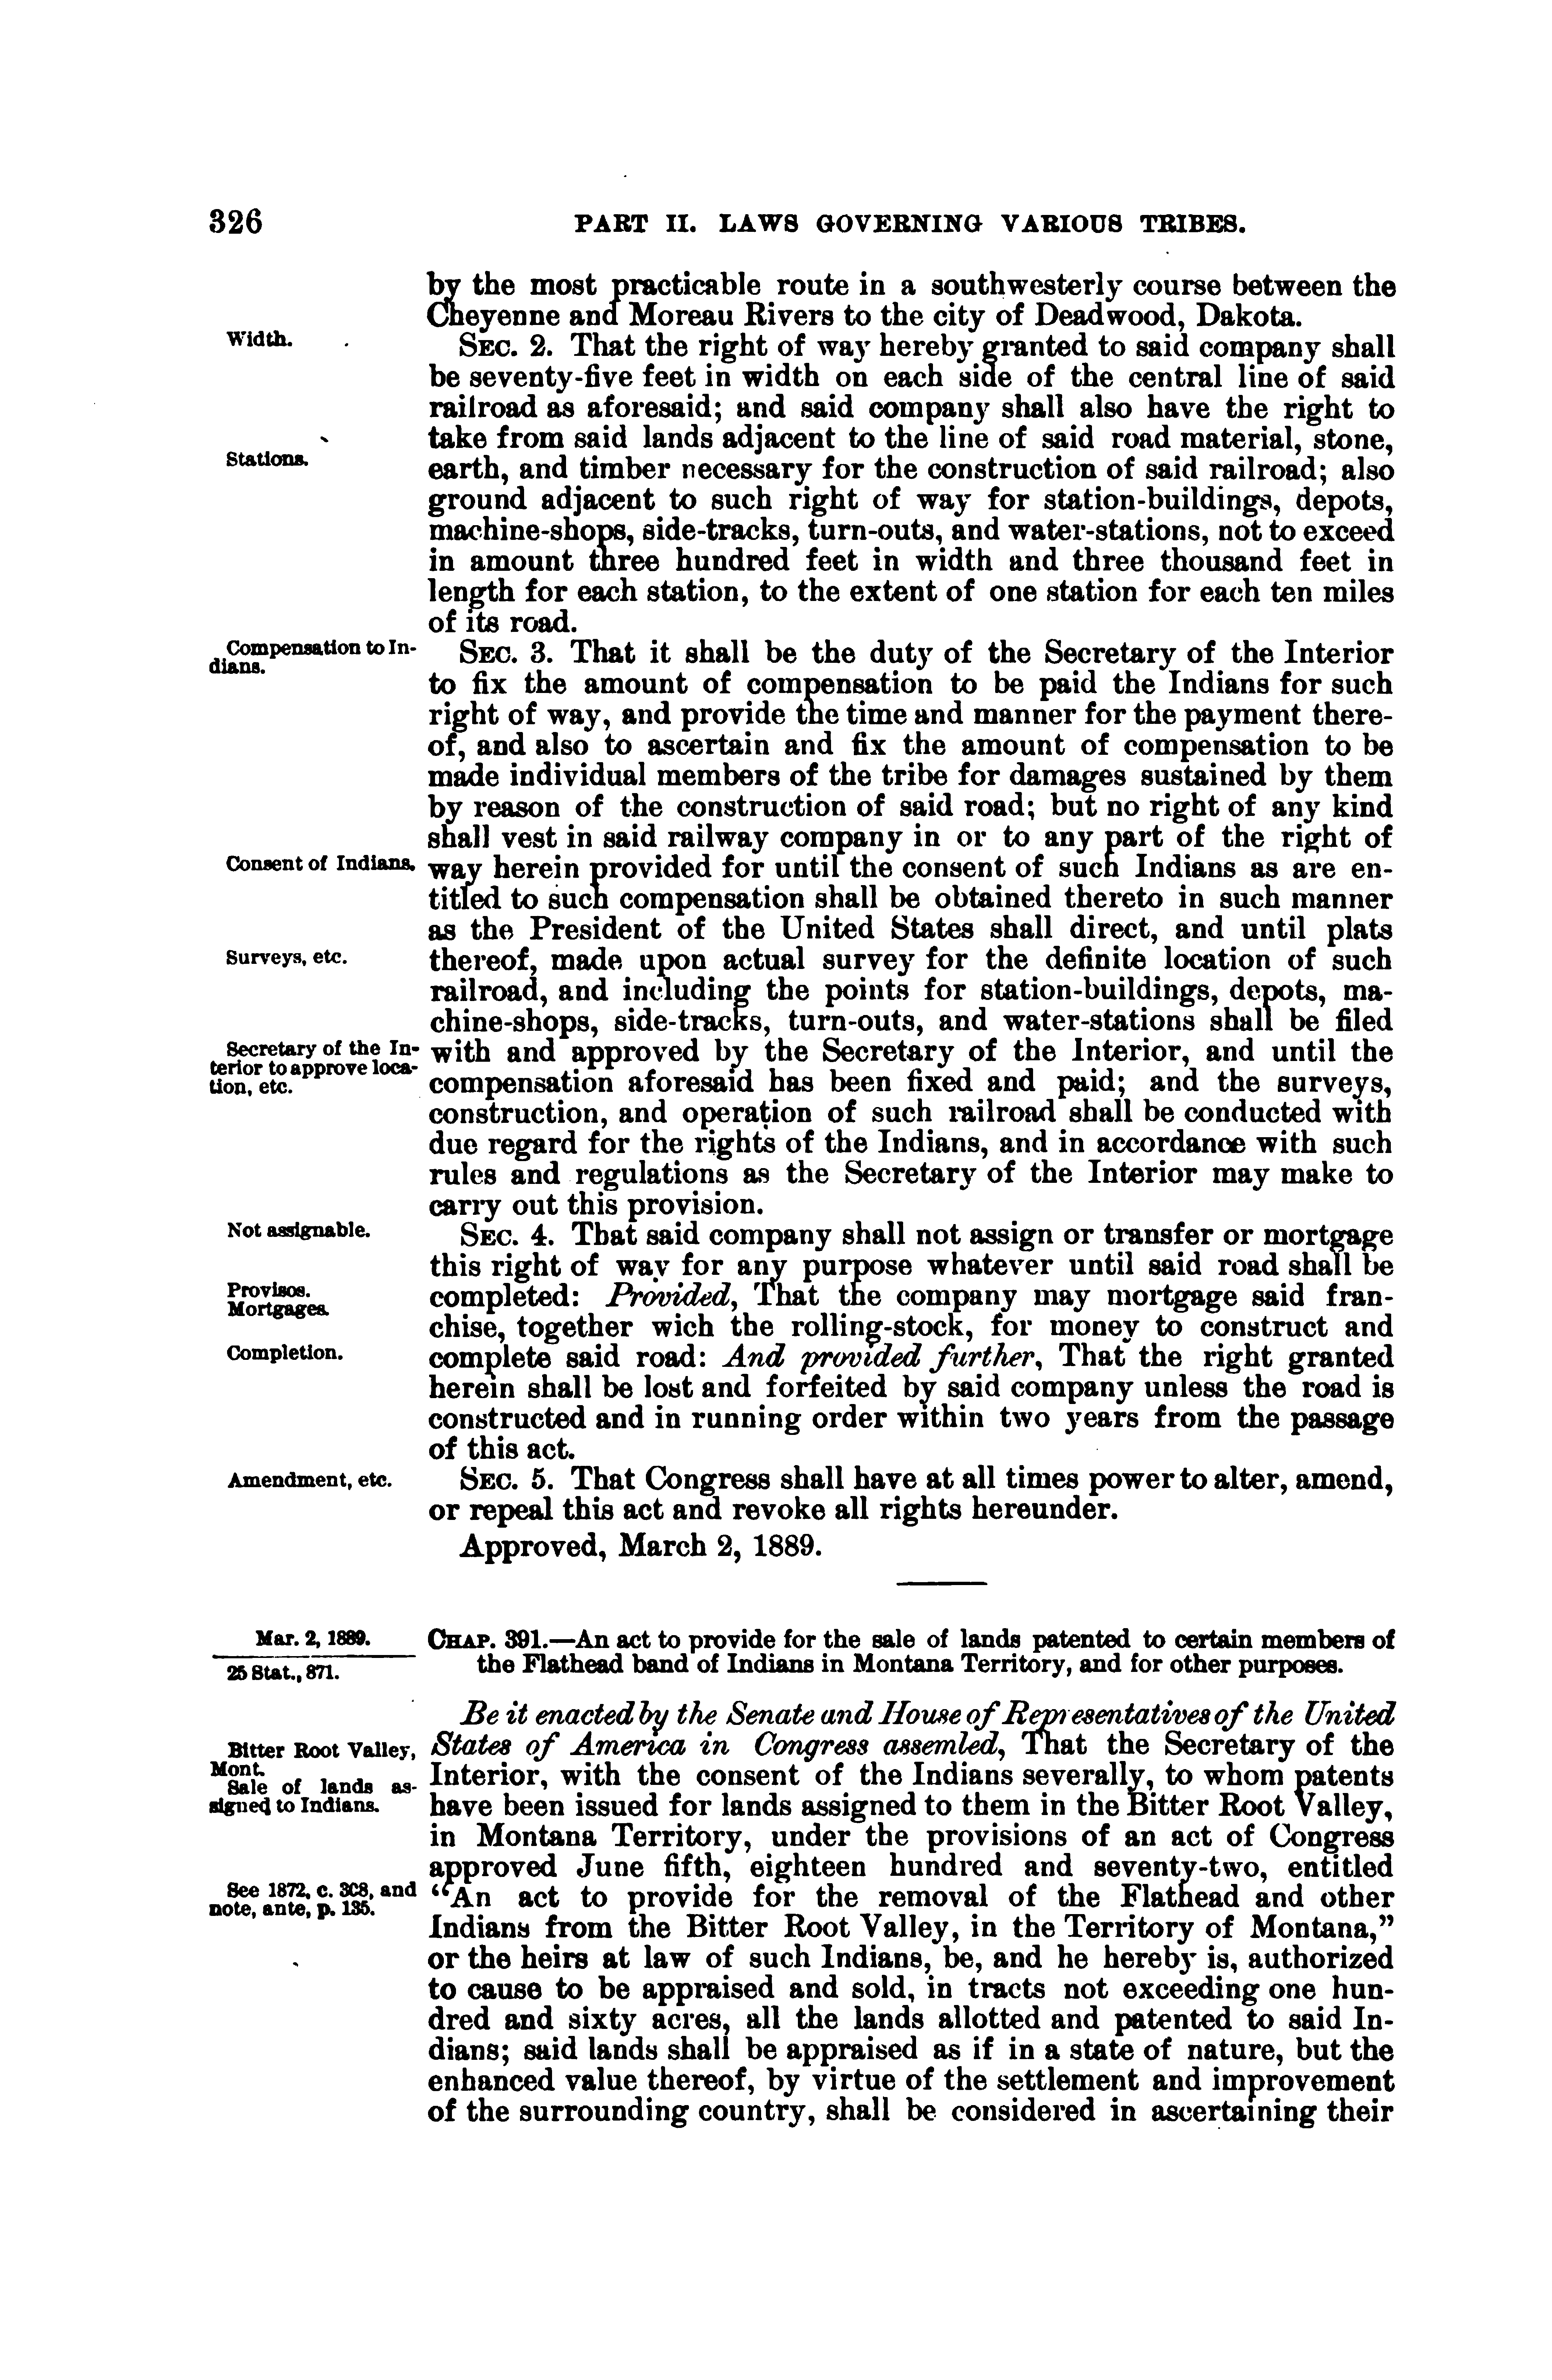 326
PART II. LAWS GOVERNING VARIOUS TRIBES.
by the most practicable route in a southwesterly course between the
Cheyenne and Moreau Rivers to the city of Deadwood, Dakota.
Width.
SEC. 2. That the right of way hereby granted to said company shall
be seventy-five feet in width on each side of the central line of said
railroad as aforesaid; and said company shall also have the right to
take from said lands adjacent to the line of said road material, stone,
Stations.
earth, and timber necessary for the construction of said railroad; also
ground adjacent to such right of way for station-buildings, depots,
machine-shops, side-tracks, turn-outs, and water-stations, not to exceed
in amount three hundred feet in width and three thousand feet in
length for each station, to the extent of one station for each ten miles
of its road.
Compensation to In-
dians.
SEC. 3. That it shall be the duty of the Secretary of the Interior
to fix the amount of compensation to be paid the Indians for such
right of way, and provide the time and manner for the payment there-
of, and also to ascertain and fix the amount of compensation to be
made individual members of the tribe for damages sustained by them
by reason of the construction of said road; but no right of any kind
shall vest in said railway company in or to any part of the right of
Consent of Indians.
way herein provided for until the consent of such Indians as are en-
titled to such compensation shall be obtained thereto in such manner
as the President of the United States shall direct, and until plats
Surveys, etc.
thereof, made upon actual survey for the definite location of such
railroad, and including the points for station-buildings, depots, ma-
chine-shops, side-tracks, turn-outs, and water-stations shall be filed
Secretary of the In-
terior to approve loca-
tion, etc.
with and approved by the Secretary of the Interior, and until the
compensation aforesaid has been fixed and paid; and the surveys,
construction, and operation of such railroad shall be conducted with
due regard for the rights of the Indians, and in accordance with such
rules and regulations as the Secretary of the Interior may make to
carry out this provision.
Not assignable.
SEC. 4. That said company shall not assign or transfer or mortgage
this right of way for any purpose whatever until said road shall be
Provisos.
Mortgages.
completed: Provided, That the company may mortgage said fran-
chise, together wich the rolling-stock, for money to construct and
Completion.
complete said road: And provided further, That the right granted
herein shall be lost and forfeited by said company unless the road is
constructed and in running order within two years from the passage
of this act.
Amendment, etc.
SEC. 5. That Congress shall have at all times power to alter, amend,
or repeal this act and revoke all rights hereunder.
Approved, March 2, 1889.
Mar. 2, 1889.
25 Stat., 871.
CHAP. 391.—An act to provide for the sale of lands patented to certain members of
the Flathead band of Indians in Montana Territory, and for other purposes.
Be it enacted by the Senate and House of Representatives of the United
Bitter Root Valley,
Mont.
Sale of lands as-
signed to Indians.
States of America in Congress assemled, That the Secretary of the
Interior, with the consent of the Indians severally, to whom patents
have been issued for lands assigned to them in the Bitter Root Valley,
in Montana Territory, under the provisions of an act of Congress
approved June fifth, eighteen hundred and seventy-two, entitled
See 1872, c. 308, and
note, ante, p. 135.
“An act to provide for the removal of the Flathead and other
Indians from the Bitter Root Valley, in the Territory of Montana,”
or the heirs at law of such Indians, be, and he hereby is, authorized
to cause to be appraised and sold, in tracts not exceeding one hun-
dred and sixty acres, all the lands allotted and patented to said In-
dians; said lands shall be appraised as if in a state of nature, but the
enhanced value thereof, by virtue of the settlement and improvement
of the surrounding country, shall be considered in ascertaining their